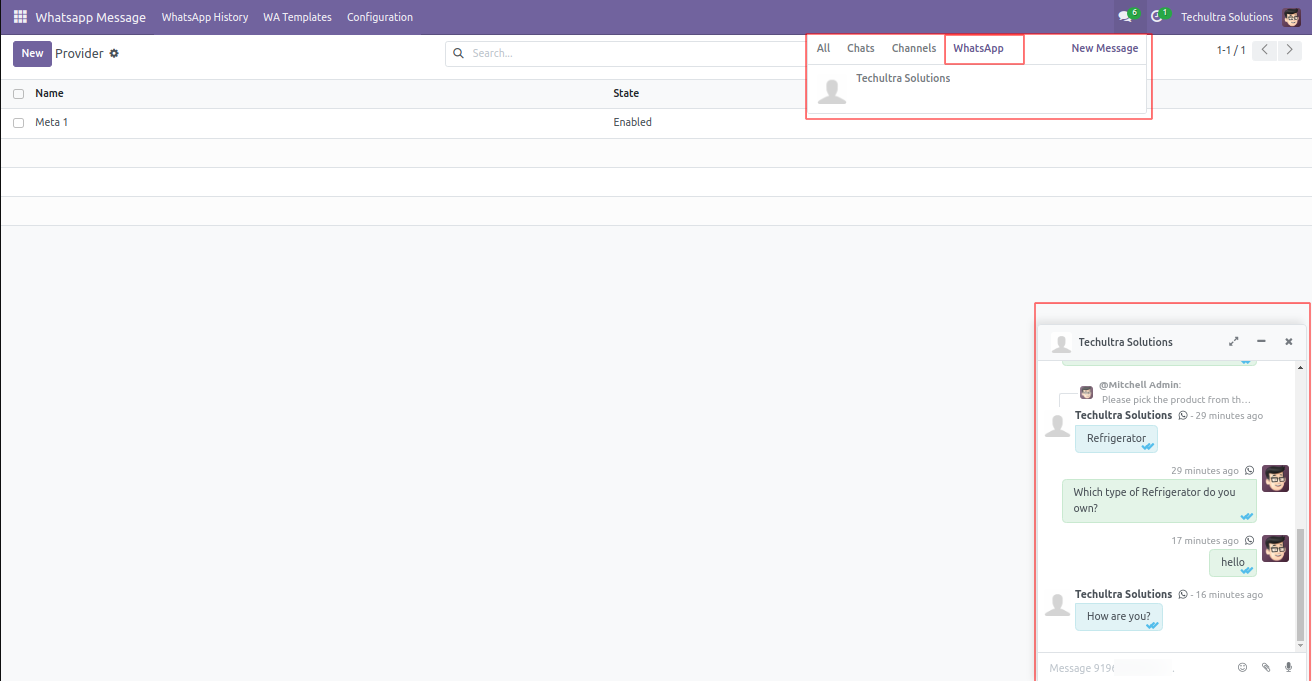 Whatsapp Message WhatsApp History WA Templates Configuration 6 1 Techultra Solutions
New Provider Search... 1-1 / 1
All Chats Channels WhatsApp New Message
Techultra Solutions
Name State
Meta 1 Enabled
Techultra Solutions
@Mitchell Admin:
Please pick the product from th...
Techultra Solutions - 29 minutes ago
Refrigerator
29 minutes ago
Which type of Refrigerator do you
own?
17 minutes ago
hello
Techultra Solutions - 16 minutes ago
How are you?
Message 9196